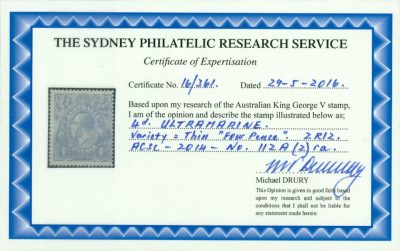 THE SYDNEY PHILATELIC RESEARCH SERVICE
Certificate of Expertisation
Certificate No. 16/361. Dated 29-5-2016.
Based upon my research of the Australian King George V stamp,
I am of the opinion and describe the stamp illustrated below as;
4d. ULTRAMARINE.
Variety = Thin "FOUR Pence" 2R12.
ACSC - 2014 - No. 112A(2)ra.
Michael DRURY
This Opinion is given in good faith based
upon my research and subject to the
conditions that I shall not be liable for
any statement made herein.